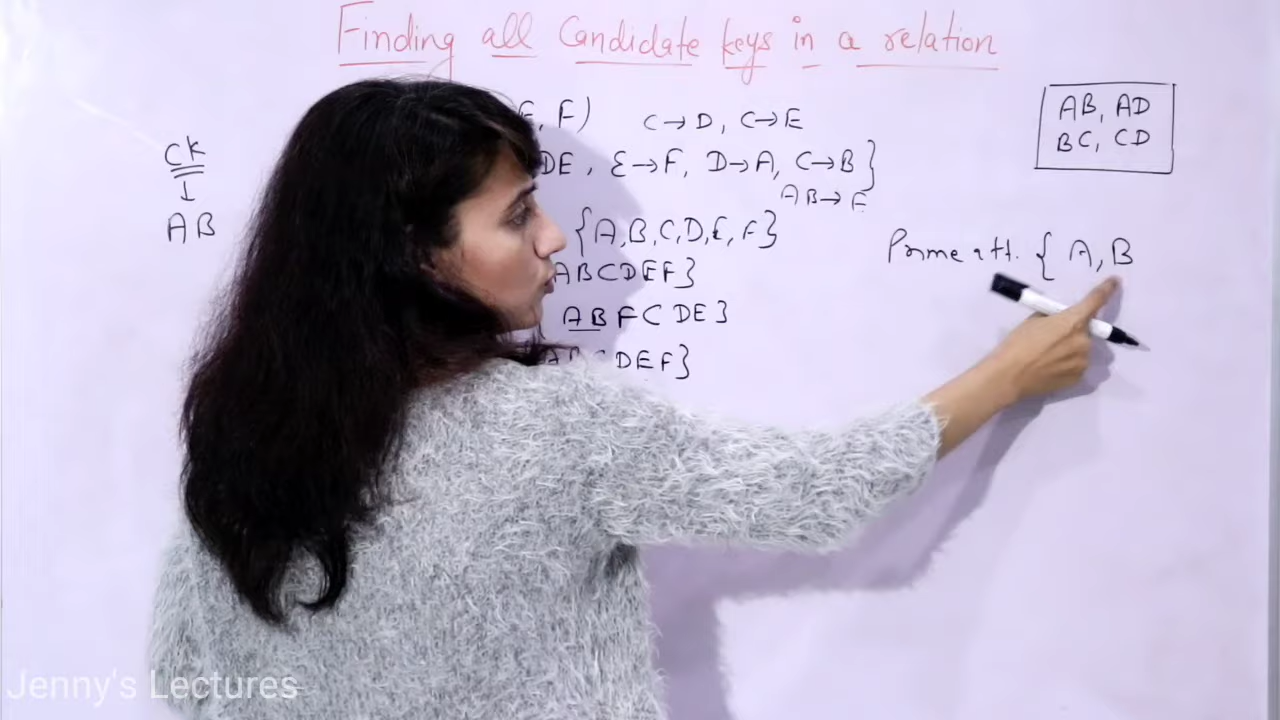 Finding all Candidate keys in a relation
E, F) C→D, C→E
DE, E→F, D→A, C→B}
AB→F
{A,B,C,D,E,F}
ABCDEF}
{ ABFCDE}
ABCDEF}
CK
↓
AB
AB, AD
BC, CD
Prime att. { A,B
Jenny's Lectures